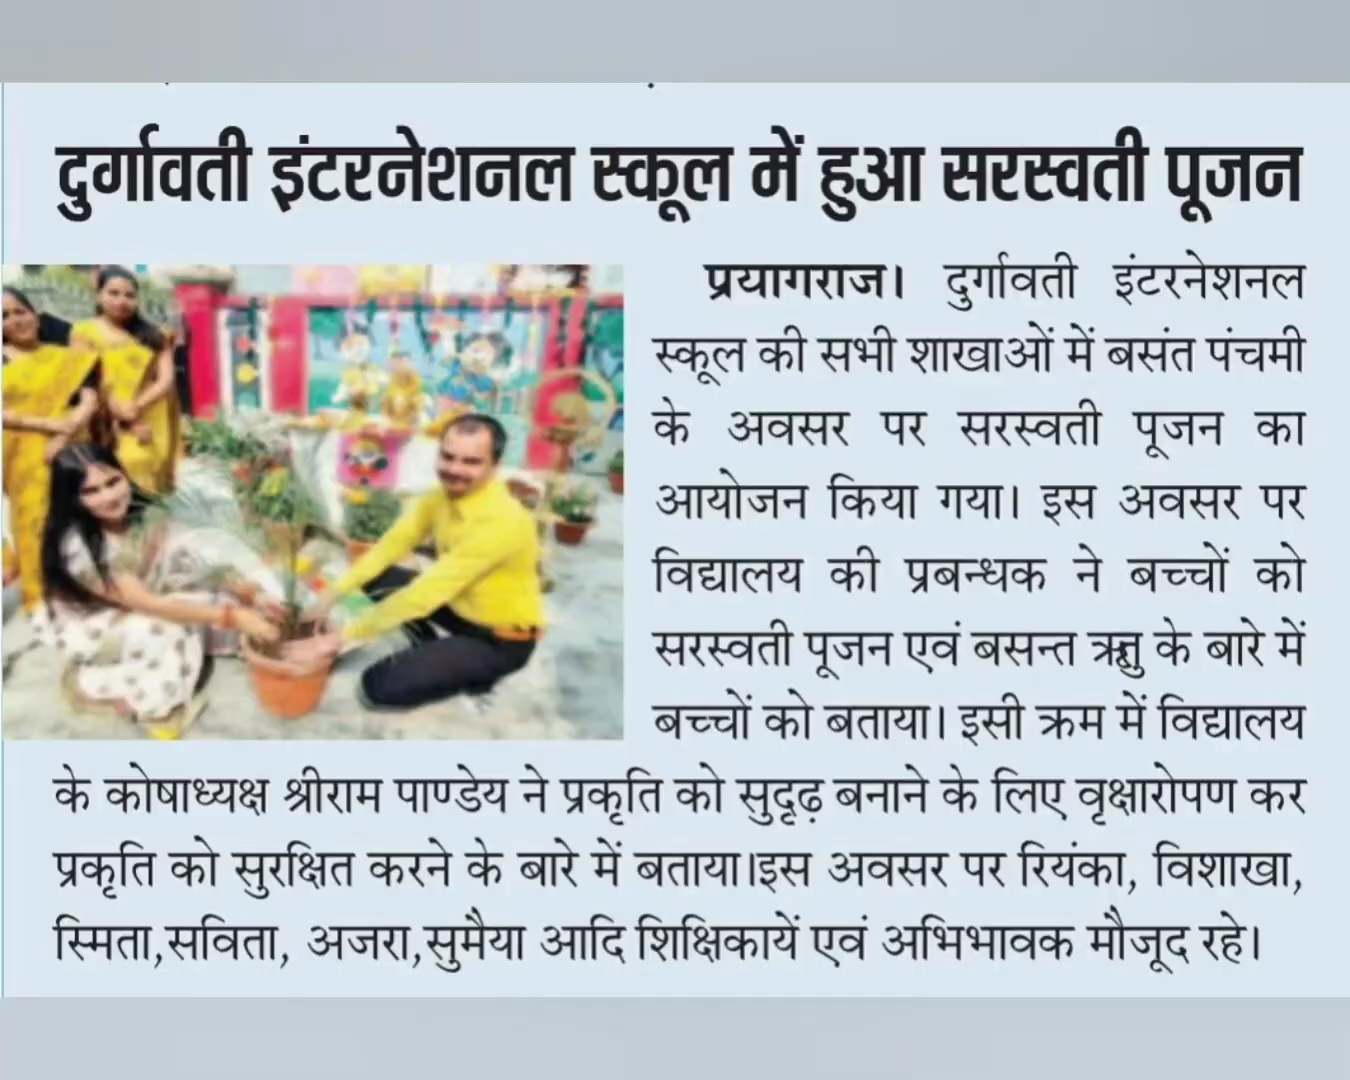 दुर्गावती इंटरनेशनल स्कूल में हुआ सरस्वती पूजन
प्रयागराज। दुर्गावती इंटरनेशनल
स्कूल की सभी शाखाओं में बसंत पंचमी
के अवसर पर सरस्वती पूजन का
आयोजन किया गया। इस अवसर पर
विद्यालय की प्रबन्धक ने बच्चों को
सरस्वती पूजन एवं बसन्त ऋतु के बारे में
बच्चों को बताया। इसी क्रम में विद्यालय
के कोषाध्यक्ष श्रीराम पाण्डेय ने प्रकृति को सुदृढ़ बनाने के लिए वृक्षारोपण कर
प्रकृति को सुरक्षित करने के बारे में बताया।इस अवसर पर रियंका, विशाखा,
स्मिता,सविता, अजरा,सुमैया आदि शिक्षिकायें एवं अभिभावक मौजूद रहे।